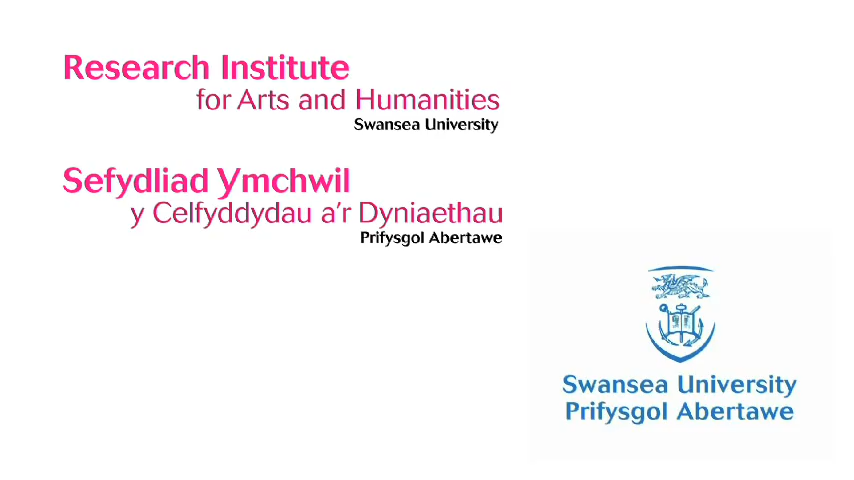 Research Institute
for Arts and Humanities
Swansea University
Sefydliad Ymchwil
y Celfyddydau a'r Dyniaethau
Prifysgol Abertawe
Swansea University
Prifysgol Abertawe